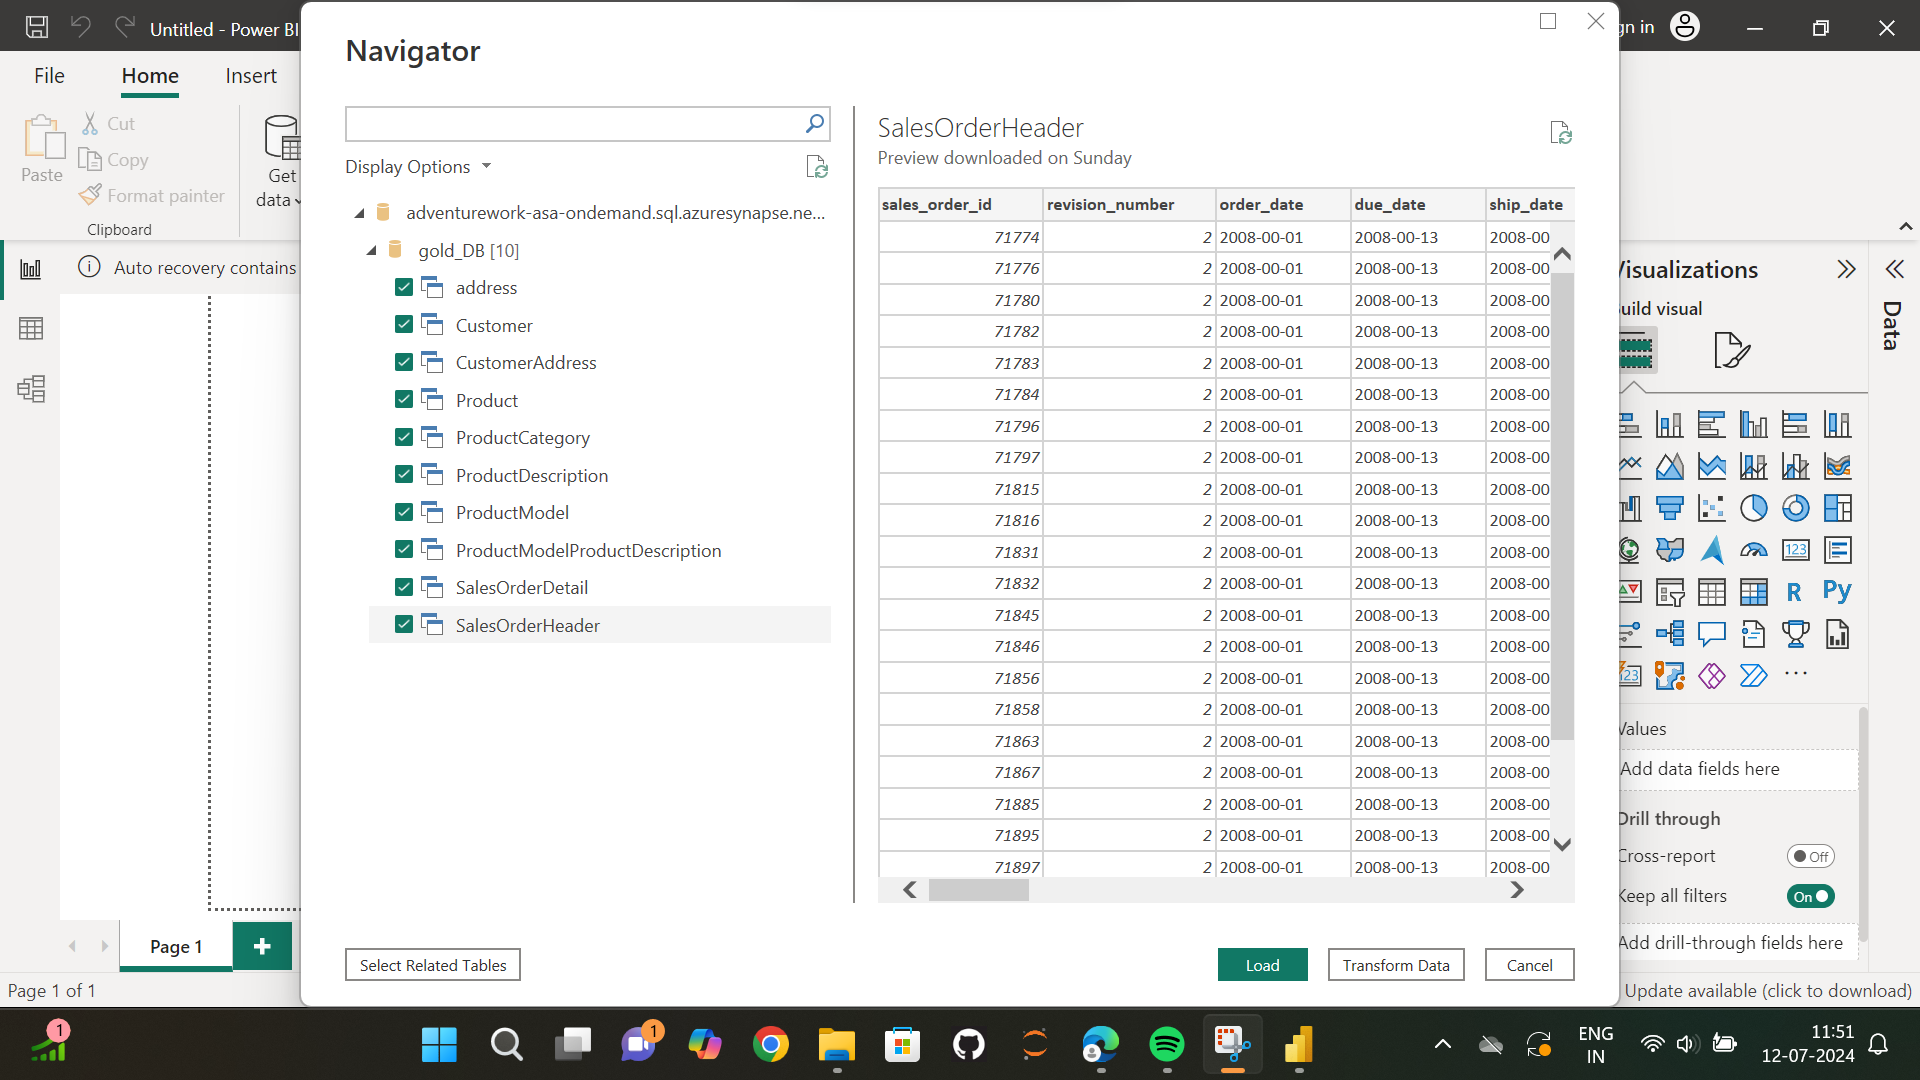 Untitled - Power BI
gn in
File
Home
Insert
Paste
Cut
Copy
Format painter
Clipboard
Get
data
Auto recovery contains
Navigator
Display Options
adventurework-asa-ondemand.sql.azuresynapse.ne...
gold_DB [10]
address
Customer
CustomerAddress
Product
ProductCategory
ProductDescription
ProductModel
ProductModelProductDescription
SalesOrderDetail
SalesOrderHeader
SalesOrderHeader
Preview downloaded on Sunday
sales_order_id revision_number order_date due_date ship_date
71774 2 2008-00-01 2008-00-13 2008-00
71776 2 2008-00-01 2008-00-13 2008-00
71780 2 2008-00-01 2008-00-13 2008-00
71782 2 2008-00-01 2008-00-13 2008-00
71783 2 2008-00-01 2008-00-13 2008-00
71784 2 2008-00-01 2008-00-13 2008-00
71796 2 2008-00-01 2008-00-13 2008-00
71797 2 2008-00-01 2008-00-13 2008-00
71815 2 2008-00-01 2008-00-13 2008-00
71816 2 2008-00-01 2008-00-13 2008-00
71831 2 2008-00-01 2008-00-13 2008-00
71832 2 2008-00-01 2008-00-13 2008-00
71845 2 2008-00-01 2008-00-13 2008-00
71846 2 2008-00-01 2008-00-13 2008-00
71856 2 2008-00-01 2008-00-13 2008-00
71858 2 2008-00-01 2008-00-13 2008-00
71863 2 2008-00-01 2008-00-13 2008-00
71867 2 2008-00-01 2008-00-13 2008-00
71885 2 2008-00-01 2008-00-13 2008-00
71895 2 2008-00-01 2008-00-13 2008-00
71897 2 2008-00-01 2008-00-13 2008-00
Select Related Tables
Load
Transform Data
Cancel
Visualizations
uild visual
Data
123
R
Py
123
Values
Add data fields here
Drill through
Cross-report
Off
Keep all filters
On
Add drill-through fields here
Page 1
Page 1 of 1
Update available (click to download)
1
1
ENG
IN
11:51
12-07-2024